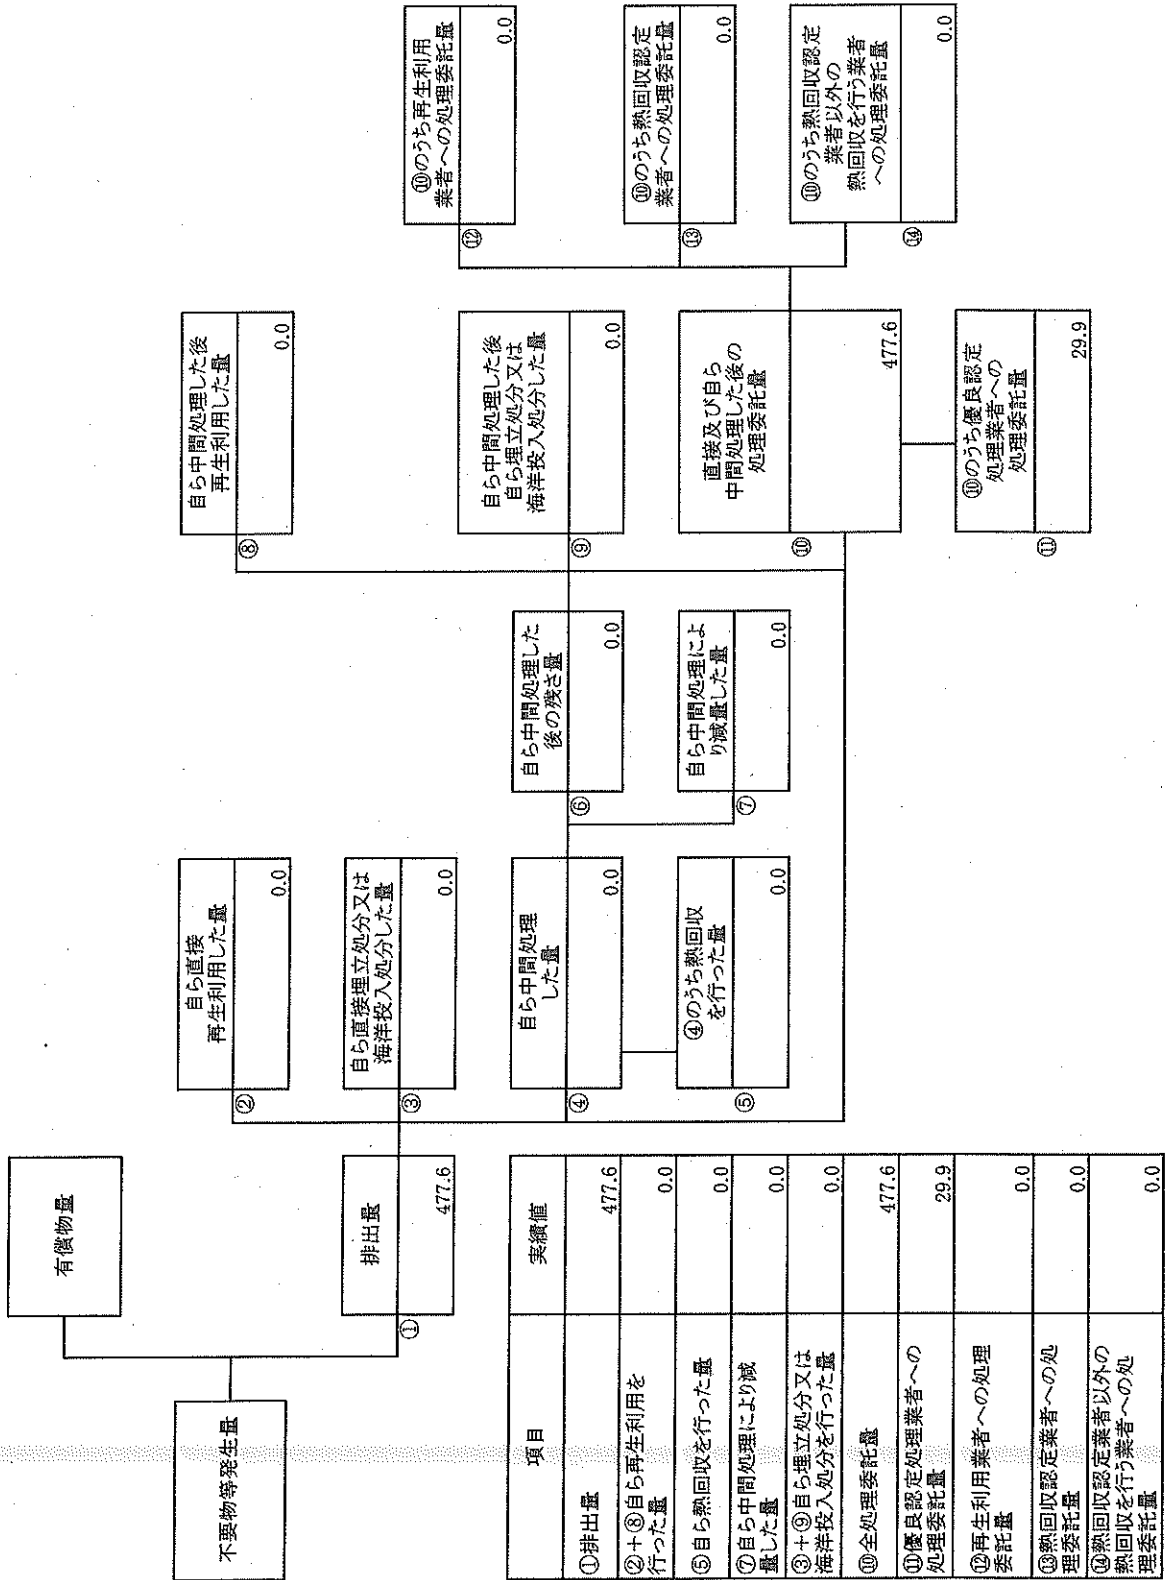 不要物等発生量
有償物量
①
排出量
477.6
②
自ら直接
再生利用した量
0.0
③
自ら直接埋立処分又は
海洋投入処分した量
0.0
④
自ら中間処理
した量
0.0
⑤
④のうち熱回収
を行った量
0.0
⑥
自ら中間処理した
後の残さ量
0.0
⑦
自ら中間処理によ
り減量した量
0.0
⑧
自ら中間処理した後
再生利用した量
0.0
⑨
自ら中間処理した後
自ら埋立処分又は
海洋投入処分した量
0.0
⑩
直接及び自ら
中間処理した後の
処理委託量
477.6
⑪
⑩のうち優良認定
処理業者への
処理委託量
29.9
⑫
⑩のうち再生利用
業者への処理委託量
0.0
⑬
⑩のうち熱回収認定
業者への処理委託量
0.0
⑭
⑩のうち熱回収認定
業者以外の
熱回収を行う業者
への処理委託量
0.0
項目 実績値
①排出量 477.6
②+⑧自ら再生利用を
行った量 0.0
⑤自ら熱回収を行った量 0.0
⑦自ら中間処理により減
量した量 0.0
③+⑨自ら埋立処分又は
海洋投入処分を行った量 0.0
⑩全処理委託量 477.6
⑪優良認定処理業者への
処理委託量 29.9
⑫再生利用業者への処理
委託量 0.0
⑬熱回収認定業者への処
理委託量 0.0
⑭熱回収認定業者以外の
熱回収を行う業者への処
理委託量 0.0